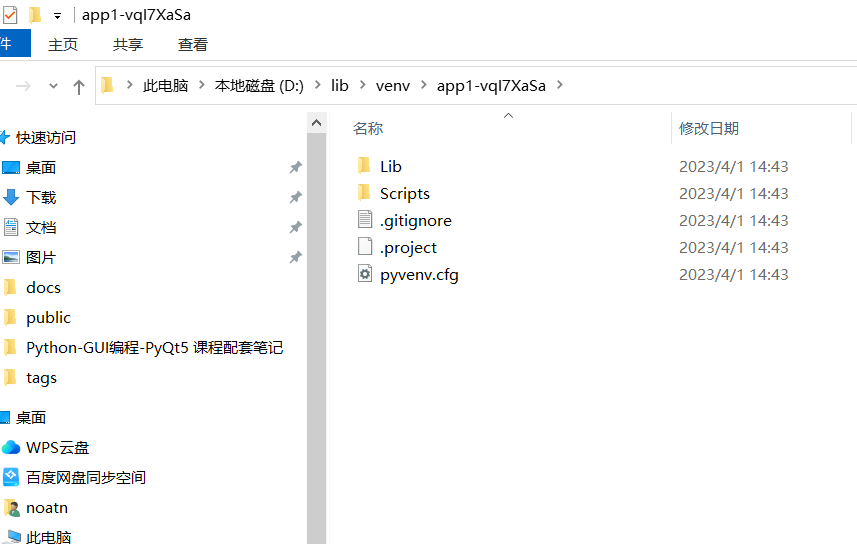 app1-vqI7XaSa
件 主页 共享 查看
此电脑 本地磁盘 (D:) lib venv app1-vqI7XaSa
快速访问
桌面
下载
文档
图片
docs
public
Python-GUI编程-PyQt5 课程配套笔记
tags
桌面
WPS云盘
百度网盘同步空间
noatn
此电脑
名称 修改日期
Lib 2023/4/1 14:43
Scripts 2023/4/1 14:43
.gitignore 2023/4/1 14:43
.project 2023/4/1 14:43
pyvenv.cfg 2023/4/1 14:43